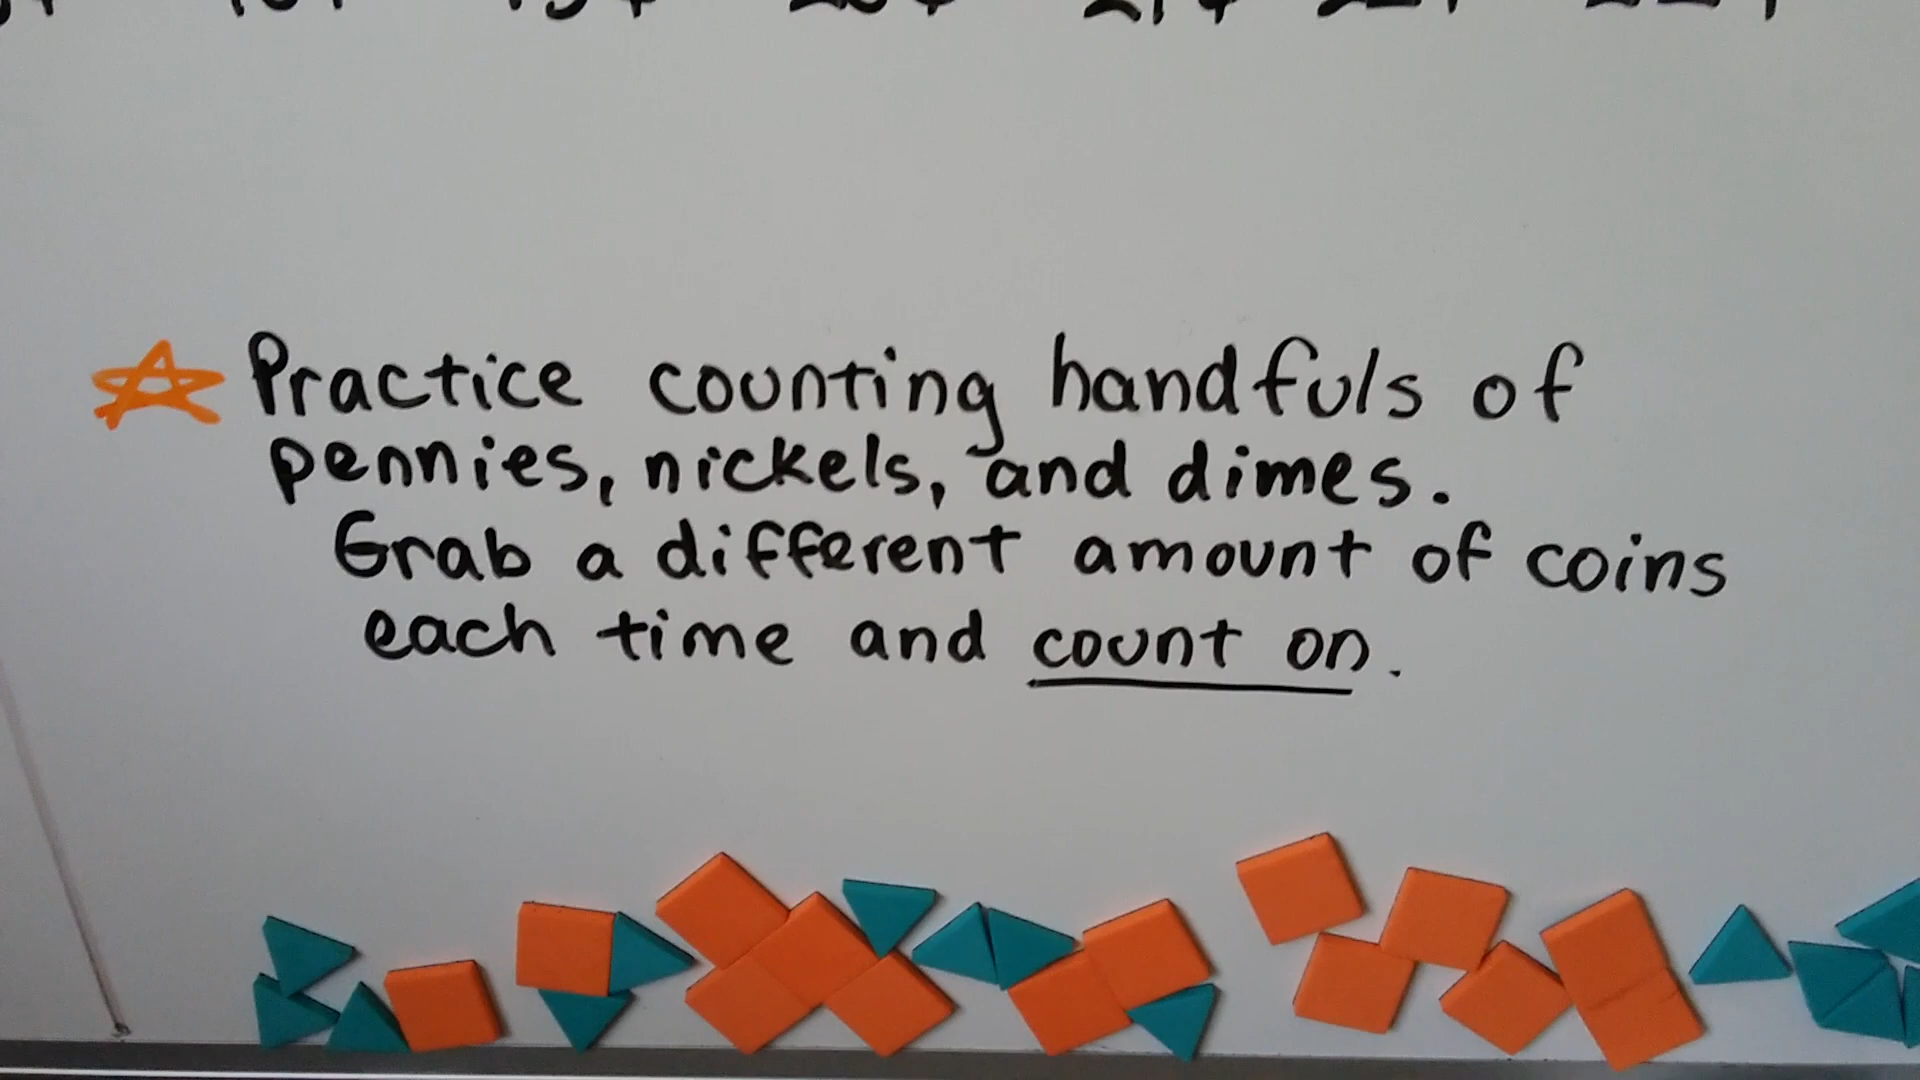 Practice counting handfuls of
pennies, nickels, and dimes.
Grab a different amount of coins
each time and count on.